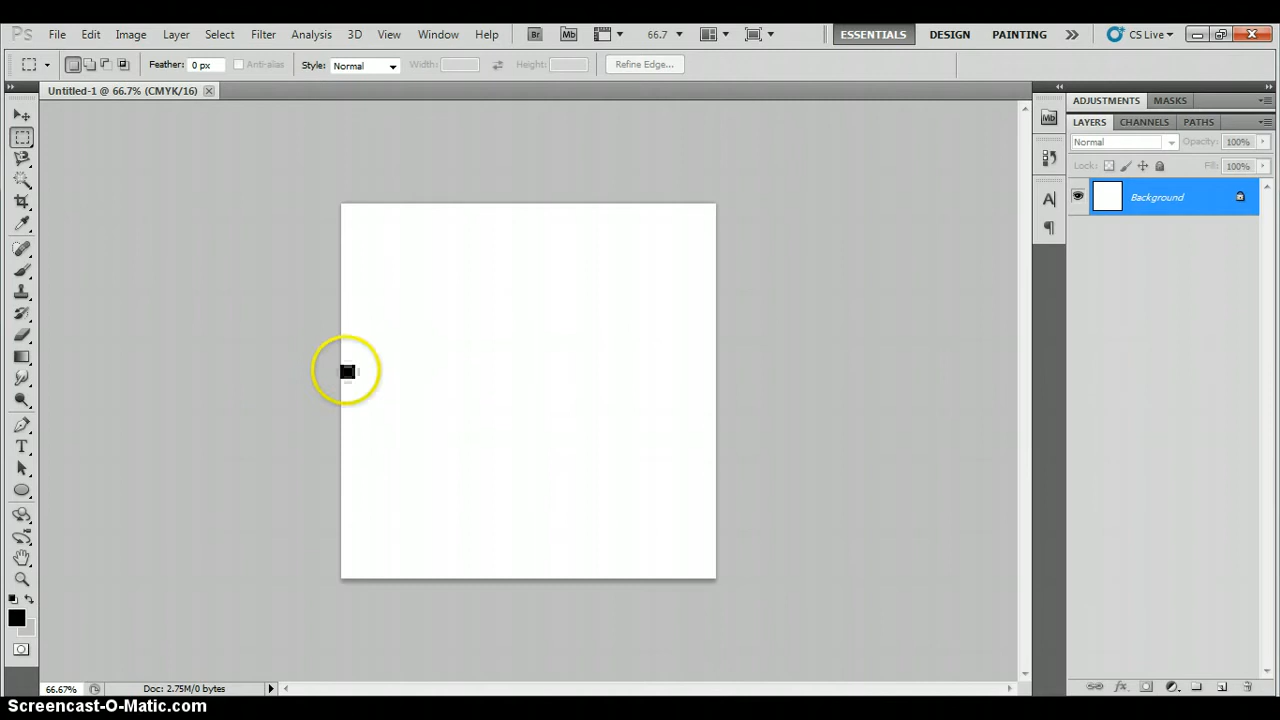 Ps File Edit Image Layer Select Filter Analysis 3D View Window Help Br Mb 66.7 ESSENTIALS DESIGN PAINTING CS Live
Feather: 0 px Anti-alias Style: Normal Width: Height: Refine Edge...
Untitled-1 @ 66.7% (CMYK/16)
ADJUSTMENTS MASKS
Mb
LAYERS CHANNELS PATHS
Normal Opacity: 100%
Lock: Fill: 100%
Background
A
T
66.67% Doc: 2.75M/0 bytes
fx
Screencast-O-Matic.com